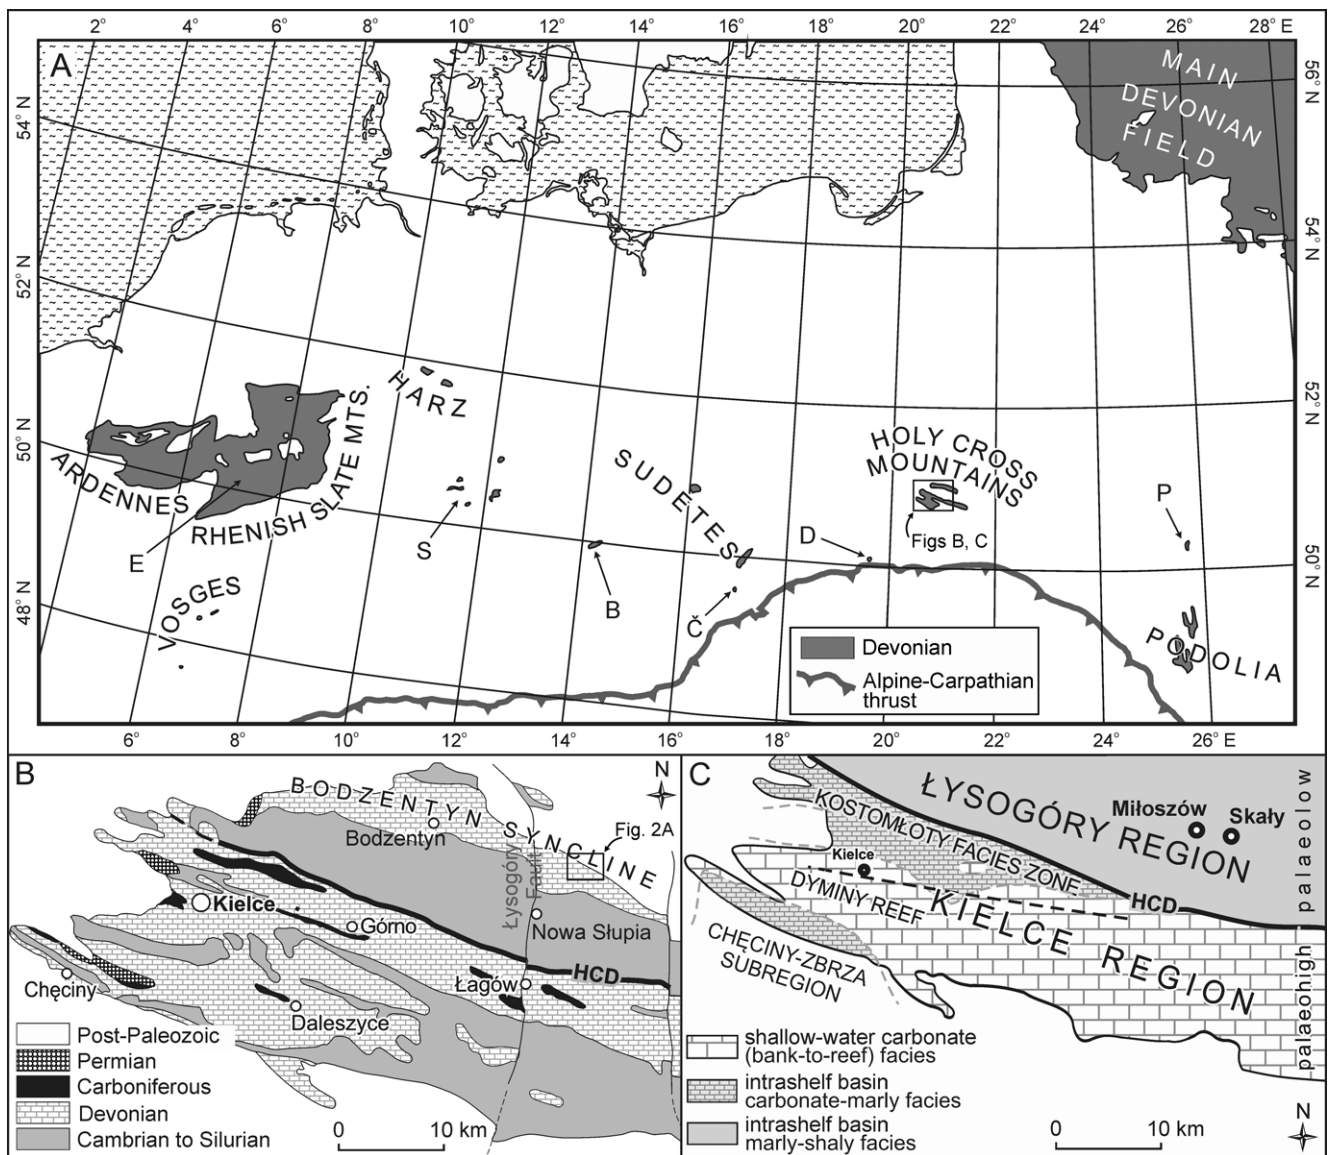 2° 4° 6° 8° 10° 12° 14° 16° 18° 20° 22° 24° 26° 28° E
A
56° N
54° N
52° N
50° N
48° N
54° N
52° N
50° N
MAIN
DEVONIAN
FIELD
HARZ
ARDENNES
RHENISH SLATE MTS.
VOSGES
SUDETES
HOLY CROSS
MOUNTAINS
Figs B, C
PODOLIA
E
S
B
Č
D
P
Devonian
Alpine-Carpathian
thrust
6° 8° 10° 12° 14° 16° 18° 20° 22° 24° 26° E
B
N
BODZENTYN SYNCLINE
Bodzentyn
Fig. 2A
Łysogóry
Fault
Kielce
Górno
Nowa Słupia
HCD
Łagów
Chęciny
Daleszyce
Post-Paleozoic
Permian
Carboniferous
Devonian
Cambrian to Silurian
0 10 km
C
ŁYSOGÓRY REGION
Miłoszów
Skały
KOSTOMŁOTY FACIES ZONE
Kielce
DYMINY REEF
HCD
KIELCE REGION
CHĘCINY-ZBRZA
SUBREGION
palaeolow
palaeohigh
shallow-water carbonate
(bank-to-reef) facies
intrashelf basin
carbonate-marly facies
intrashelf basin
marly-shaly facies
0 10 km
N